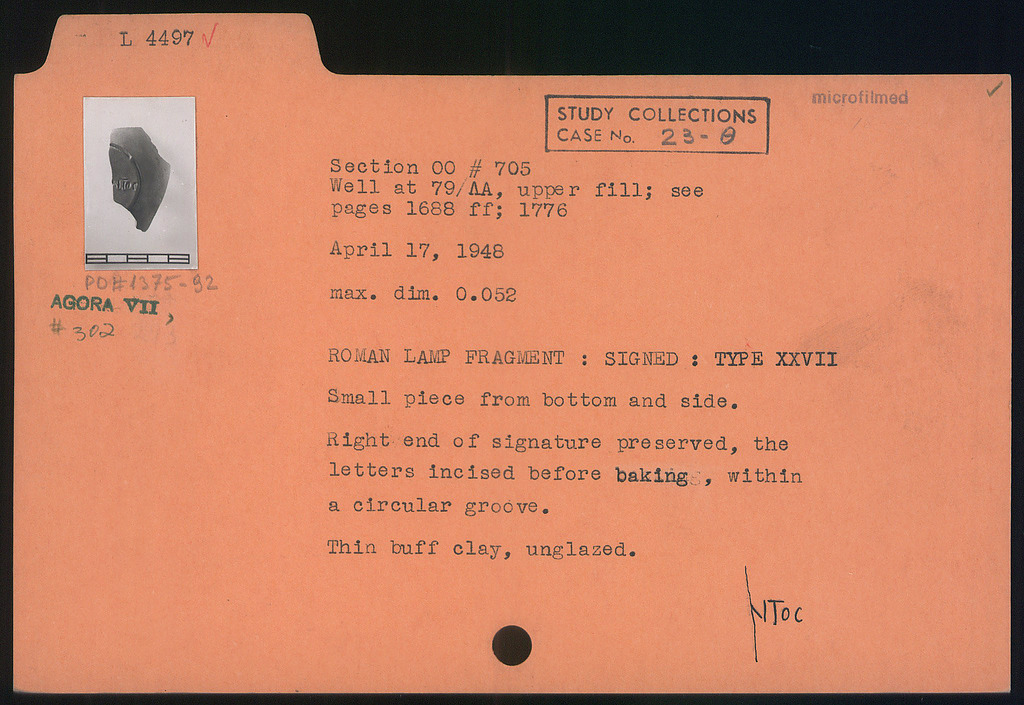 L 4497 ✓
microfilmed
STUDY COLLECTIONS
CASE No. 23-θ
Section ΟΟ # 705
Well at 79/ΛΑ, upper fill; see
pages 1688 ff; 1776
April 17, 1948
PD#1375-92
max. dim. 0.052
AGORA VII,
# 302
ROMAN LAMP FRAGMENT : SIGNED : TYPE XXVII
Small piece from bottom and side.
Right end of signature preserved, the
letters incised before baking , within
a circular groove.
Thin buff clay, unglazed.
ΝΤΟC